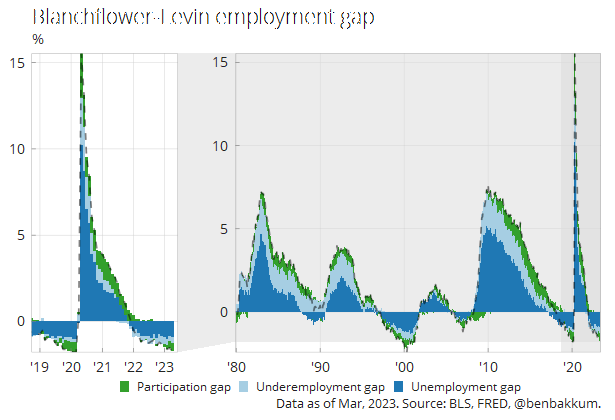 Blanchflower-Levin employment gap
%
15
10
5
0
'19 '20 '21 '22 '23
15
10
5
0
'80 '90 '00 '10 '20
Participation gap Underemployment gap Unemployment gap
Data as of Mar, 2023. Source: BLS, FRED, @benbakkum.